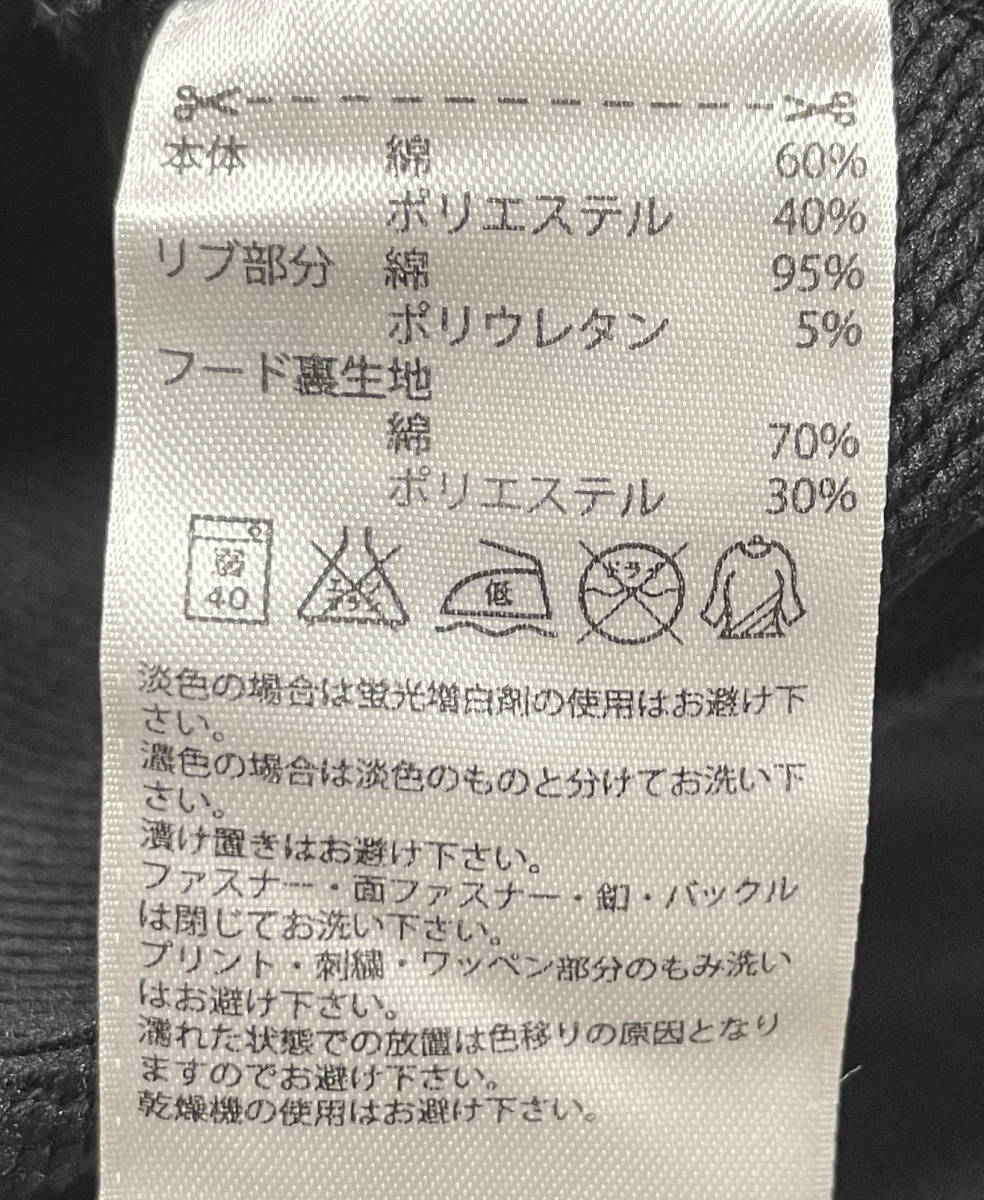 本体 綿 60%
ポリエステル 40%
リブ部分 綿 95%
ポリウレタン 5%
フード裏生地
綿 70%
ポリエステル 30%
弱 エンソサラシ 低 ドライ
40
淡色の場合は蛍光増白剤の使用はお避け下
さい。
濃色の場合は淡色のものと分けてお洗い下
さい。
漬け置きはお避け下さい。
ファスナー・面ファスナー・釦・バックル
は閉じてお洗い下さい。
プリント・刺繍・ワッペン部分のもみ洗い
はお避け下さい。
濡れた状態での放置は色移りの原因となり
ますのでお避け下さい。
乾燥機の使用はお避け下さい。